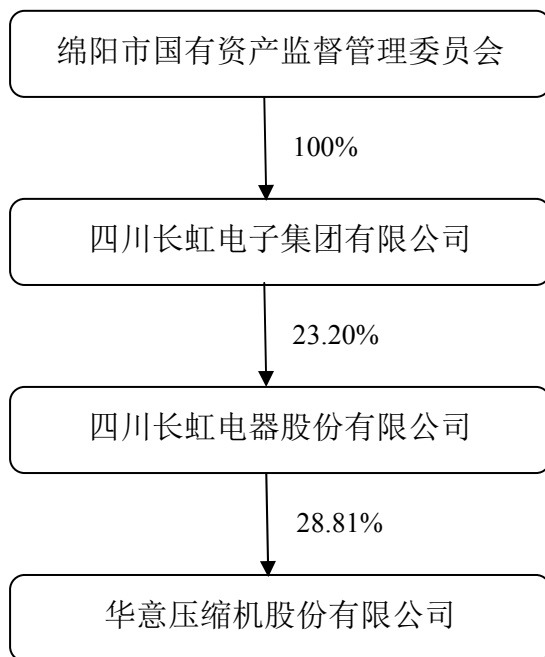 绵阳市国有资产监督管理委员会
100%
四川长虹电子集团有限公司
23.20%
四川长虹电器股份有限公司
28.81%
华意压缩机股份有限公司